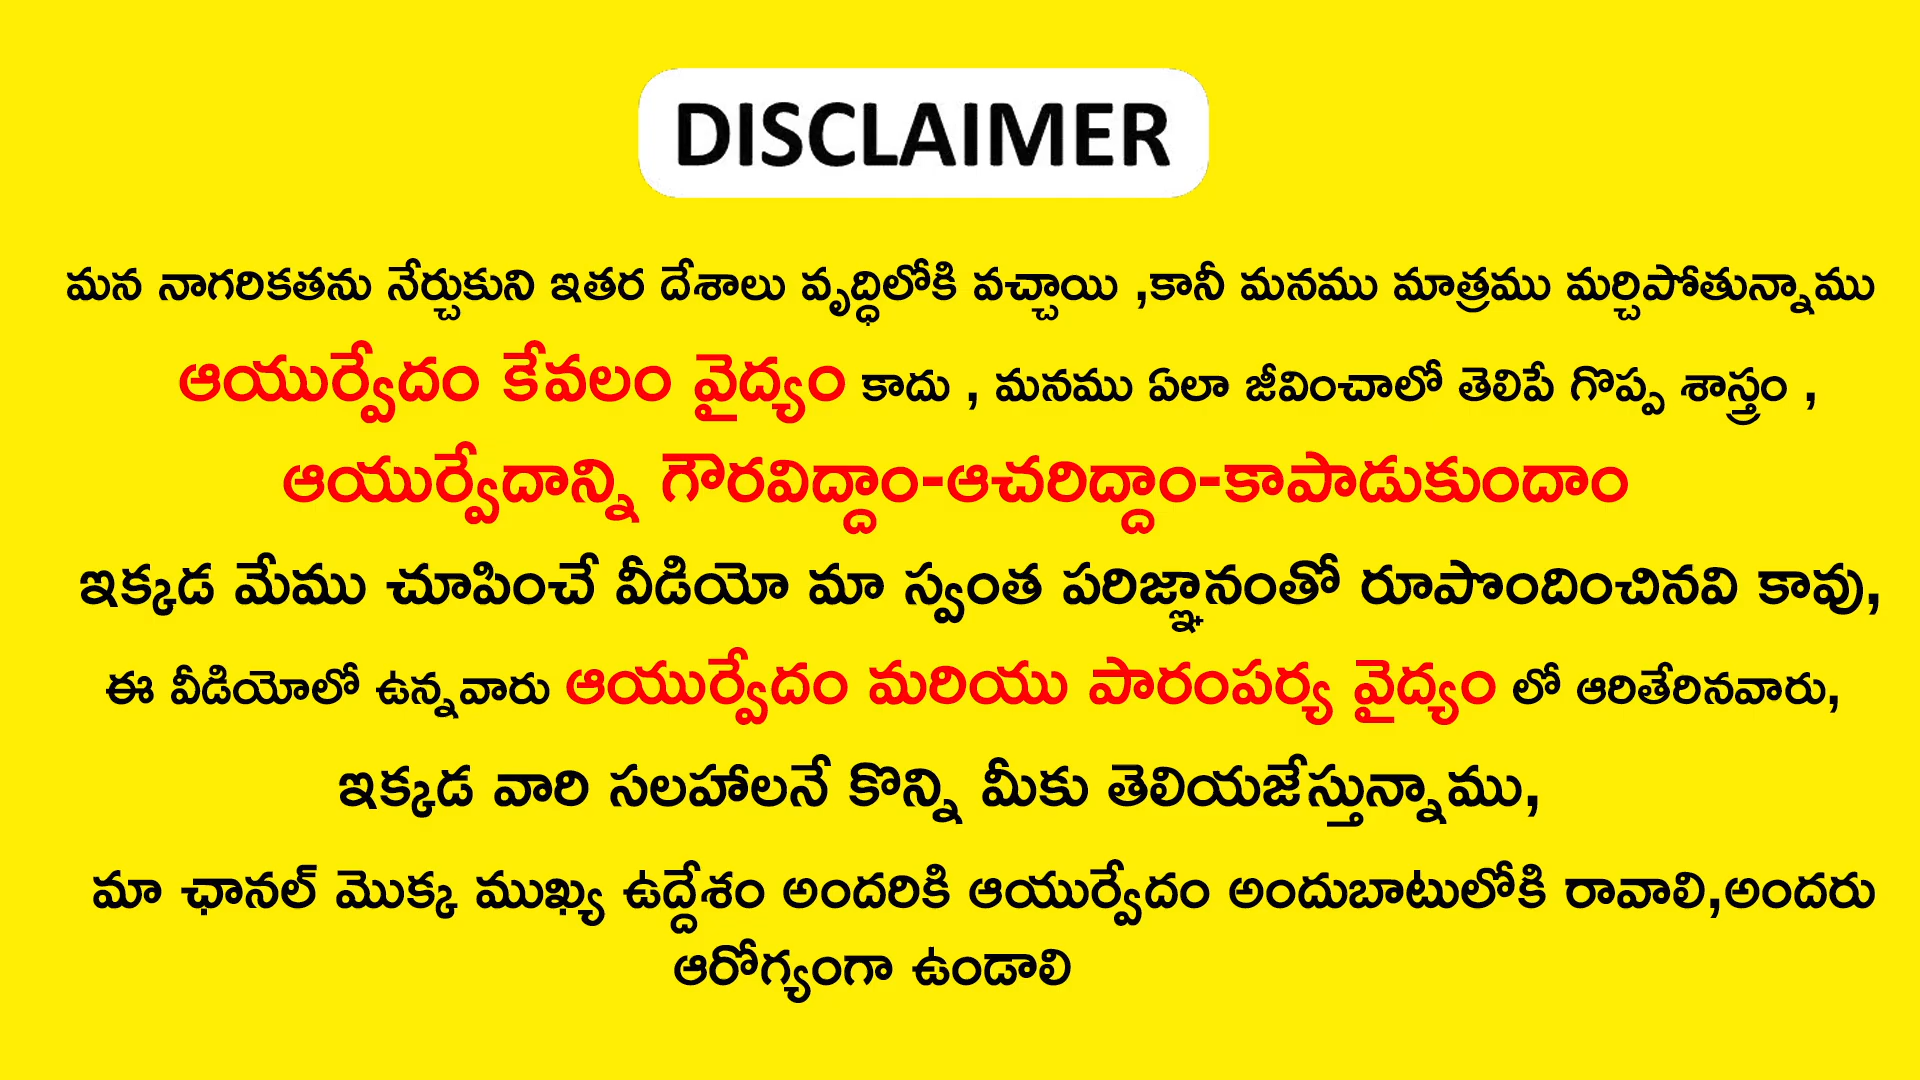 DISCLAIMER
మన నాగరికతను నేర్చుకుని ఇతర దేశాలు వృద్ధిలోకి వచ్చాయి ,కానీ మనము మాత్రము మర్చిపోతున్నాము
ఆయుర్వేదం కేవలం వైద్యం కాదు , మనము ఏలా జీవించాలో తెలిపే గొప్ప శాస్త్రం ,
ఆయుర్వేదాన్ని గౌరవిద్దాం-ఆచరిద్దాం-కాపాడుకుందాం
ఇక్కడ మేము చూపించే వీడియో మా స్వంత పరిజ్ఞానంతో రూపొందించినవి కావు,
ఈ వీడియోలో ఉన్నవారు ఆయుర్వేదం మరియు పారంపర్య వైద్యం లో ఆరితేరినవారు,
ఇక్కడ వారి సలహాలనే కొన్ని మీకు తెలియజేస్తున్నాము,
మా ఛానల్ మొక్క ముఖ్య ఉద్దేశం అందరికి ఆయుర్వేదం అందుబాటులోకి రావాలి,అందరు
ఆరోగ్యంగా ఉండాలి